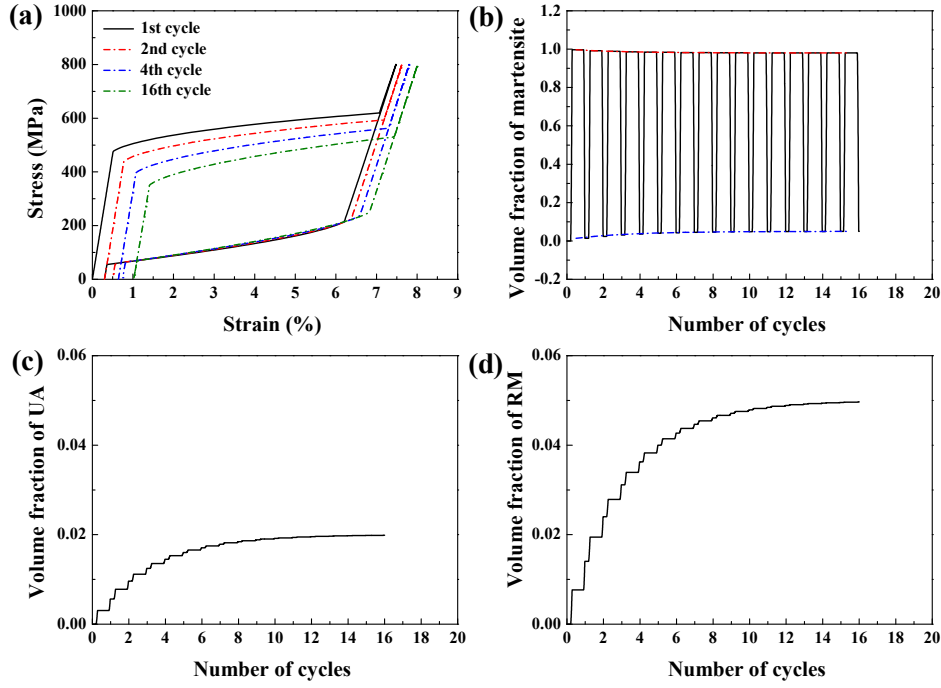 (a)
1000
800
600
400
200
0
Stress (MPa)
1st cycle
2nd cycle
4th cycle
16th cycle
0 1 2 3 4 5 6 7 8 9
Strain (%)
(b)
1.2
1.0
0.8
0.6
0.4
0.2
0.0
-0.2
Volume fraction of martensite
0 2 4 6 8 10 12 14 16
Number of cycles
(c)
0.06
0.04
0.02
0.00
Volume fraction of UA
0 2 4 6 8 10 12 14 16 18 20
Number of cycles
(d)
0.06
0.04
0.02
0.00
Volume fraction of RM
0 2 4 6 8 10 12 14 16 18 20
Number of cycles